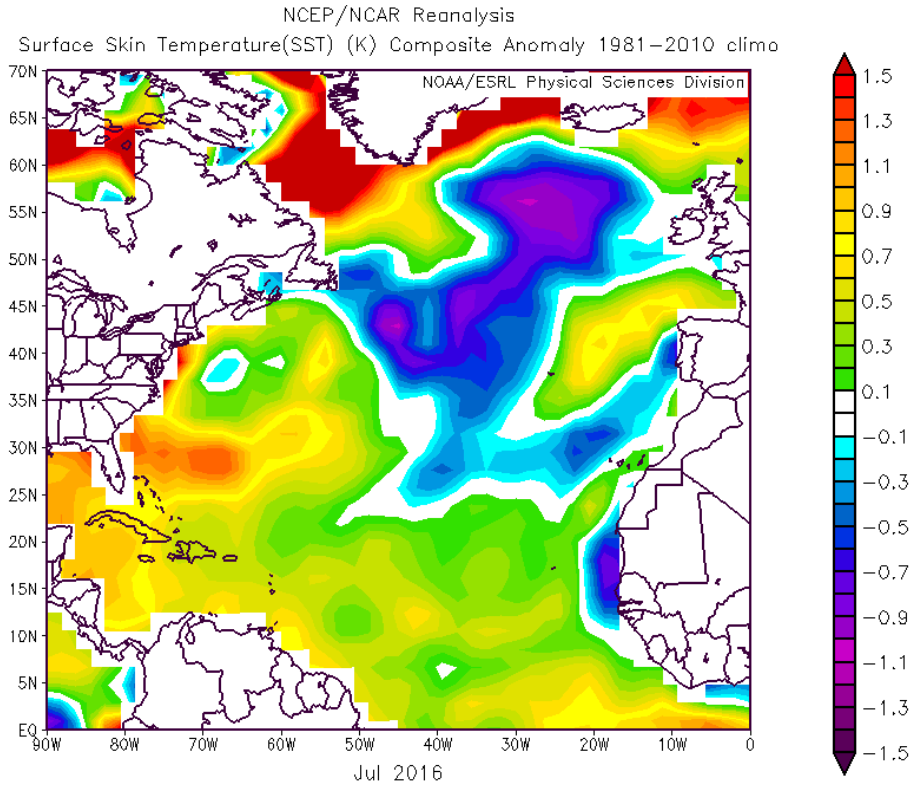 NCEP/NCAR Reanalysis
Surface Skin Temperature(SST) (K) Composite Anomaly 1981-2010 climo
NOAA/ESRL Physical Sciences Division
70N
65N
60N
55N
50N
45N
40N
35N
30N
25N
20N
15N
10N
5N
EQ
90W 80W 70W 60W 50W 40W 30W 20W 10W 0
Jul 2016
1.5
1.3
1.1
0.9
0.7
0.5
0.3
0.1
-0.1
-0.3
-0.5
-0.7
-0.9
-1.1
-1.3
-1.5